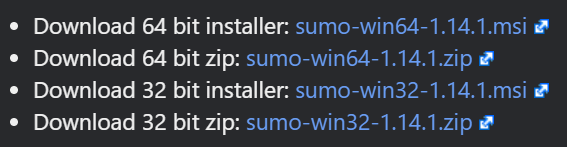 Download 64 bit installer: sumo-win64-1.14.1.msi
Download 64 bit zip: sumo-win64-1.14.1.zip
Download 32 bit installer: sumo-win32-1.14.1.msi
Download 32 bit zip: sumo-win32-1.14.1.zip